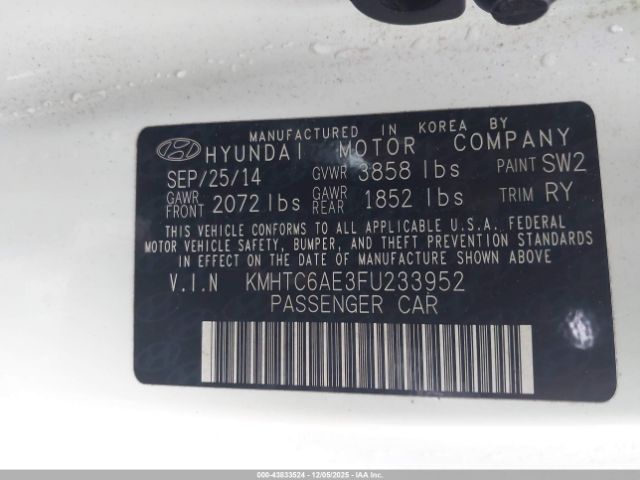 MANUFACTURED IN KOREA BY
HYUNDAI MOTOR COMPANY
SEP/25/14 GVWR 3858 lbs PAINT SW2
GAWR FRONT 2072 lbs GAWR REAR 1852 lbs TRIM RY
THIS VEHICLE CONFORMS TO ALL APPLICABLE U.S.A. FEDERAL
MOTOR VEHICLE SAFETY, BUMPER, AND THEFT PREVENTION STANDARDS
IN EFFECT ON THE DATE OF MANUFACTURE SHOWN ABOVE.
V.I.N KMHTC6AE3FU233952
PASSENGER CAR
000-43833524 - 12/05/2025 - IAAI.COM